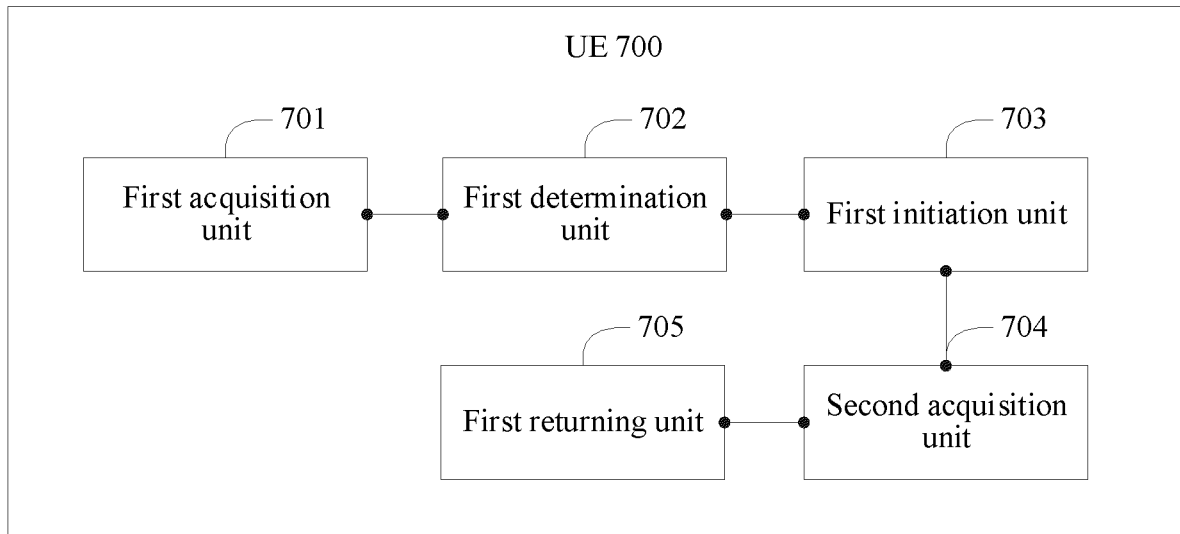 UE 700
701
702
703
First acquisition
unit
First determination
unit
First initiation unit
705
704
First returning unit
Second acquisition
unit